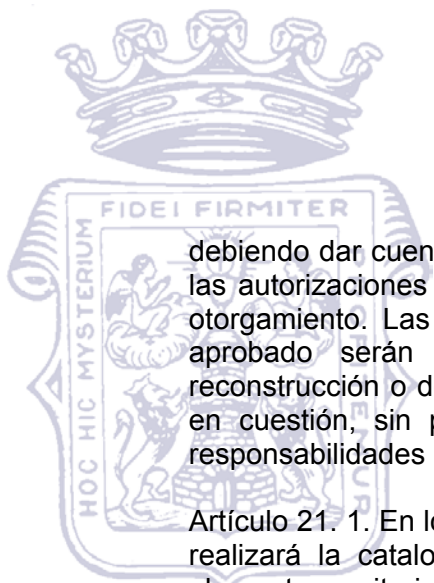 FIDEI FIRMITER
HOC HIC MYSTERIUM
debiendo dar cuen
las autorizaciones
otorgamiento. Las
aprobado serán
reconstrucción o d
en cuestión, sin p
responsabilidades
Artículo 21. 1. En lo
realizará la catalo